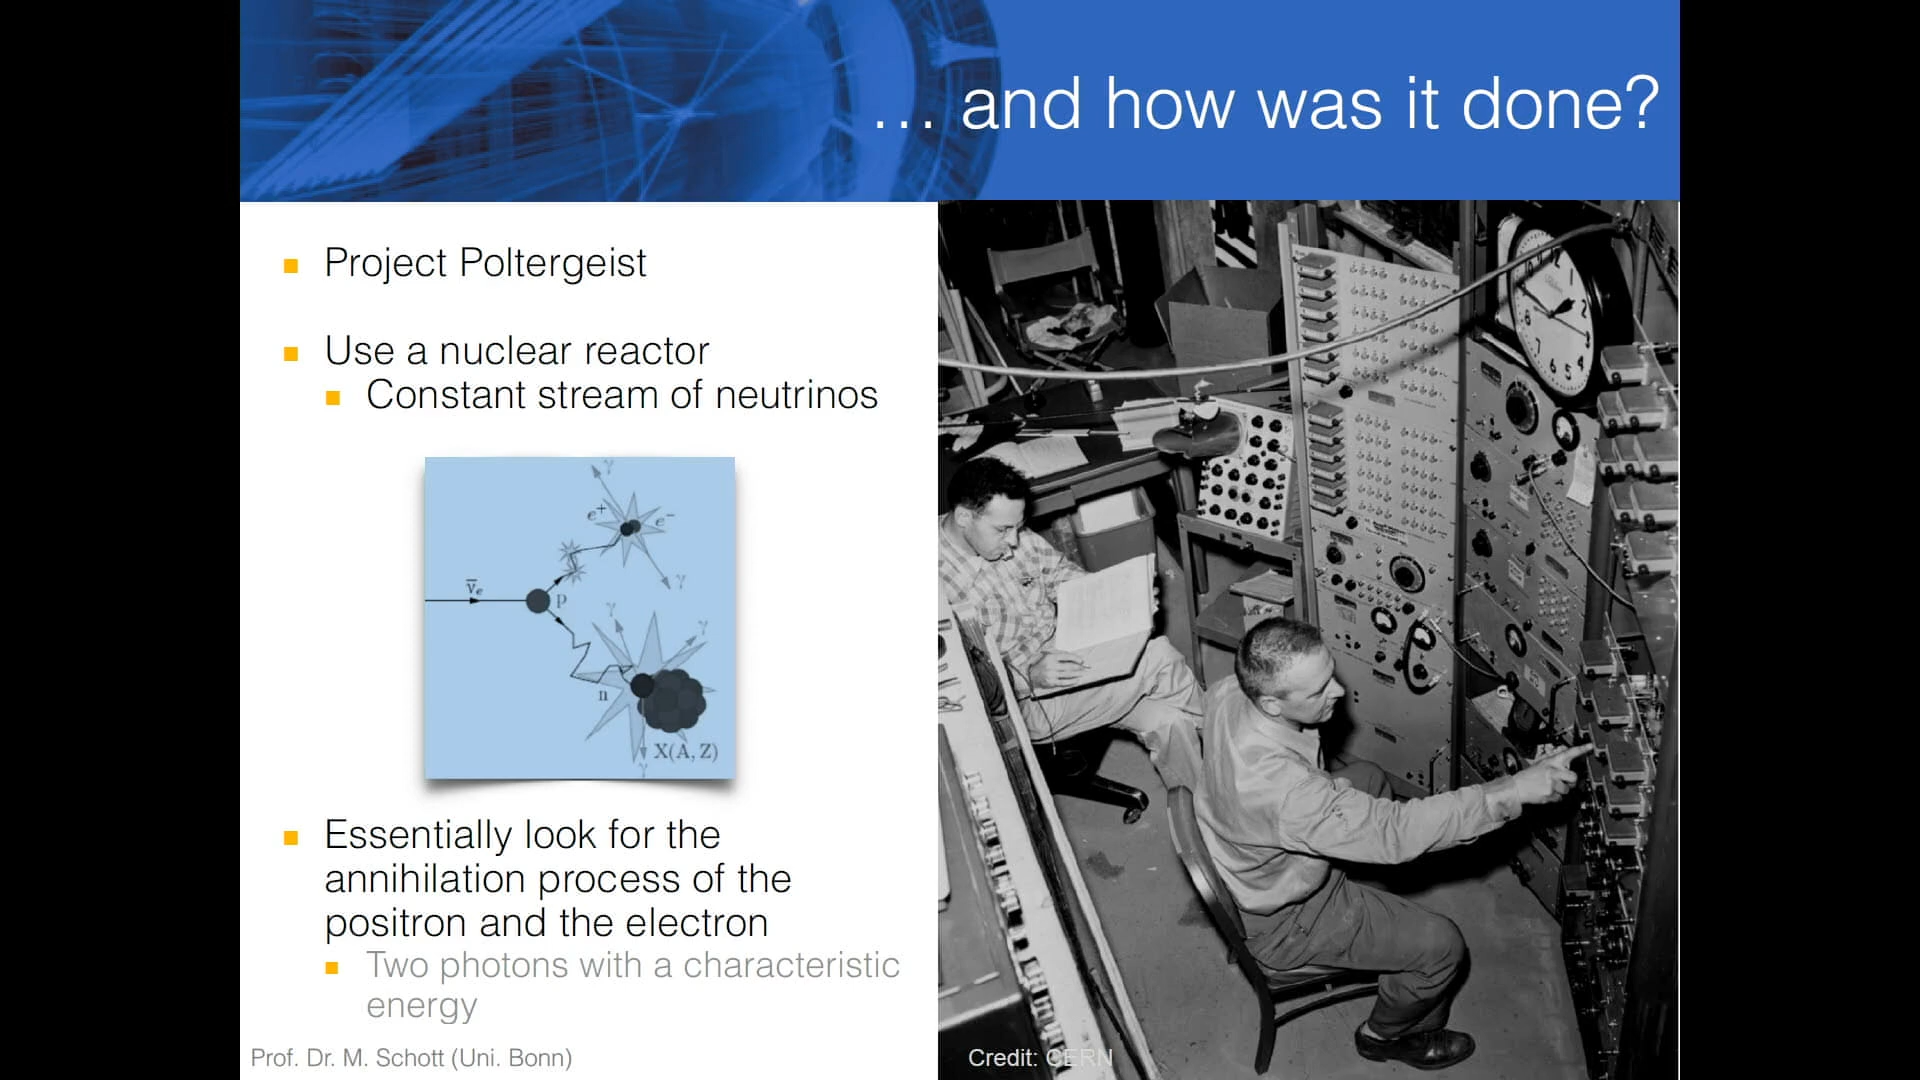 … and how was it done?
Project Poltergeist
Use a nuclear reactor
Constant stream of neutrinos
γ
e⁺ e⁻
ν̄ₑ
p
γ
γ
γ
n
X(A, Z)
γ
Essentially look for the
annihilation process of the
positron and the electron
Two photons with a characteristic
energy
Prof. Dr. M. Schott (Uni. Bonn)
Credit: CERN